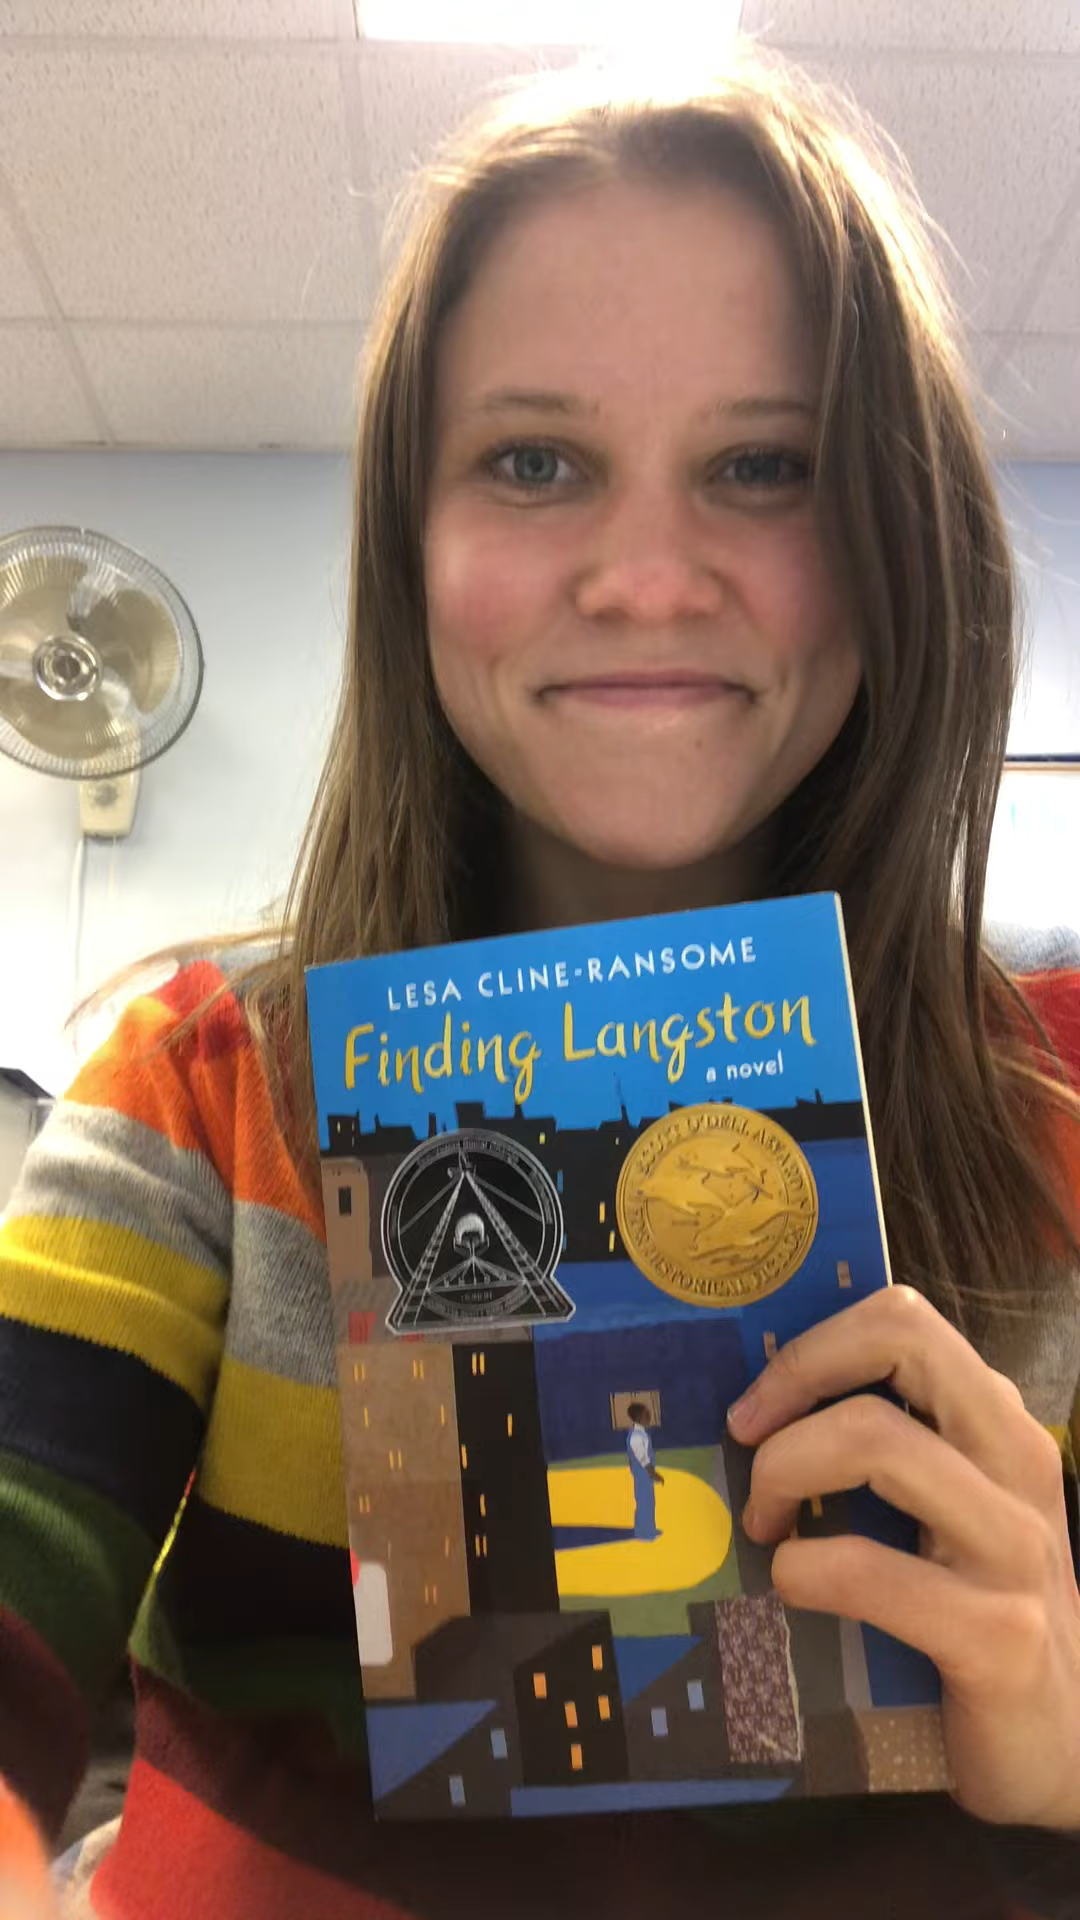 LESA CLINE-RANSOME
Finding Langston
a novel
SCOTT O'DELL AWARD
FOR HISTORICAL FICTION